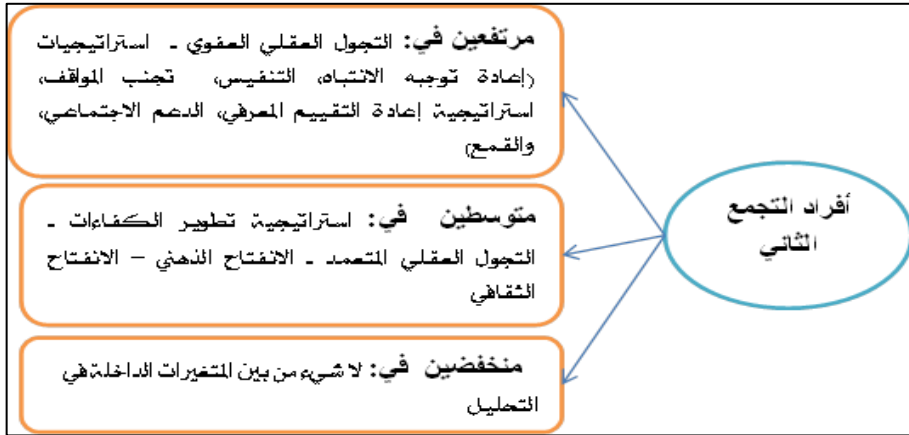 أفراد التجمع
الثاني
مرتفعين في: التجول العقلي العفوي ـ استراتيجيات
(إعادة توجيه الانتباه، التنفيس، تجنب المواقف،
استراتيجية إعادة التقييم المعرفي، الدعم الاجتماعي،
والقمع)
متوسطين في: استراتيجية تطوير الكفاءات ـ
التجول العقلي المتعمد ـ الانفتاح الذهني – الانفتاح
الثقافي
منخفضين في: لا شيء من بين المتغيرات الداخلة في
التحليل